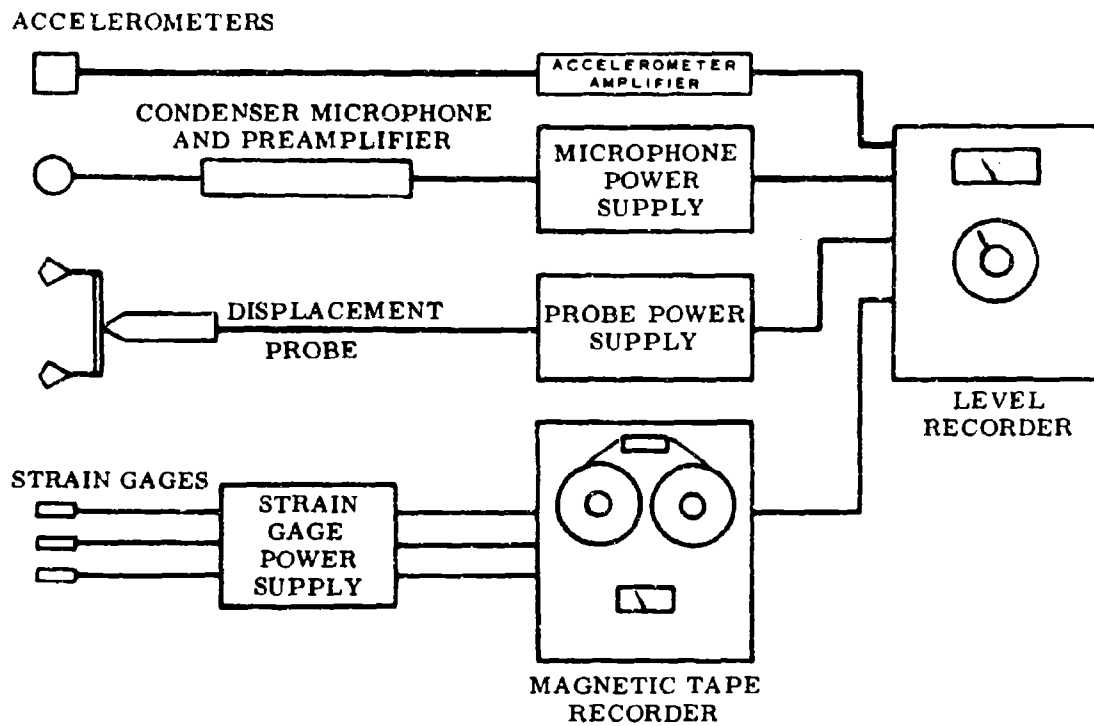 ACCELEROMETERS
ACCELEROMETER
AMPLIFIER
CONDENSER MICROPHONE
AND PREAMPLIFIER
MICROPHONE
POWER
SUPPLY
DISPLACEMENT
PROBE
PROBE POWER
SUPPLY
LEVEL
RECORDER
STRAIN GAGES
STRAIN
GAGE
POWER
SUPPLY
MAGNETIC TAPE
RECORDER